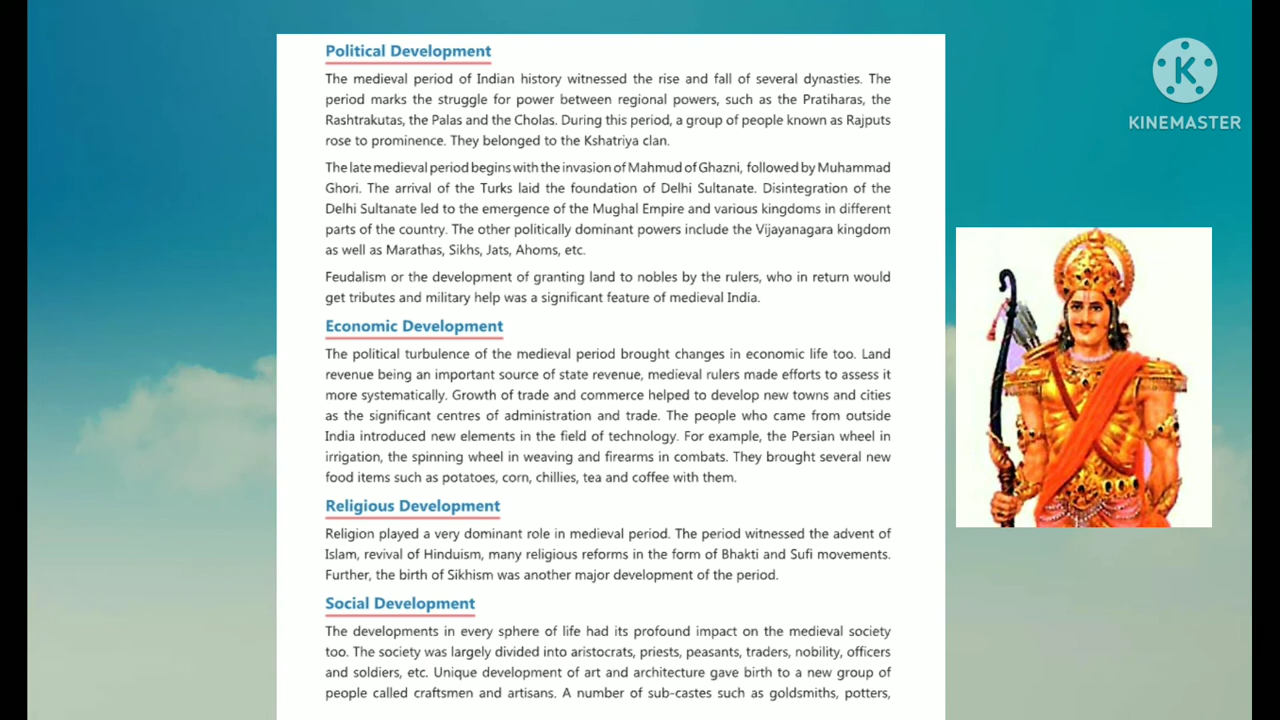 Political Development
The medieval period of Indian history witnessed the rise and fall of several dynasties. The
period marks the struggle for power between regional powers, such as the Pratiharas, the
Rashtrakutas, the Palas and the Cholas. During this period, a group of people known as Rajputs
rose to prominence. They belonged to the Kshatriya clan.
The late medieval period begins with the invasion of Mahmud of Ghazni, followed by Muhammad
Ghori. The arrival of the Turks laid the foundation of Delhi Sultanate. Disintegration of the
Delhi Sultanate led to the emergence of the Mughal Empire and various kingdoms in different
parts of the country. The other politically dominant powers include the Vijayanagara kingdom
as well as Marathas, Sikhs, Jats, Ahoms, etc.
Feudalism or the development of granting land to nobles by the rulers, who in return would
get tributes and military help was a significant feature of medieval India.
Economic Development
The political turbulence of the medieval period brought changes in economic life too. Land
revenue being an important source of state revenue, medieval rulers made efforts to assess it
more systematically. Growth of trade and commerce helped to develop new towns and cities
as the significant centres of administration and trade. The people who came from outside
India introduced new elements in the field of technology. For example, the Persian wheel in
irrigation, the spinning wheel in weaving and firearms in combats. They brought several new
food items such as potatoes, corn, chillies, tea and coffee with them.
Religious Development
Religion played a very dominant role in medieval period. The period witnessed the advent of
Islam, revival of Hinduism, many religious reforms in the form of Bhakti and Sufi movements.
Further, the birth of Sikhism was another major development of the period.
Social Development
The developments in every sphere of life had its profound impact on the medieval society
too. The society was largely divided into aristocrats, priests, peasants, traders, nobility, officers
and soldiers, etc. Unique development of art and architecture gave birth to a new group of
people called craftsmen and artisans. A number of sub-castes such as goldsmiths, potters,
K
KINEMASTER